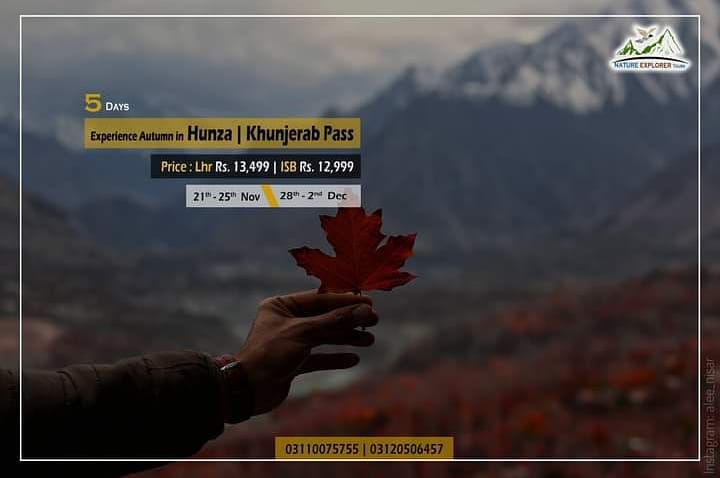 NATURE EXPLORER TOURS
5 Days
Experience Autumn in Hunza | Khunjerab Pass
Price : Lhr Rs. 13,499 | ISB Rs. 12,999
21th - 25th Nov 28th - 2nd Dec
03110075755 | 03120506457
Instagram: alee_nisar